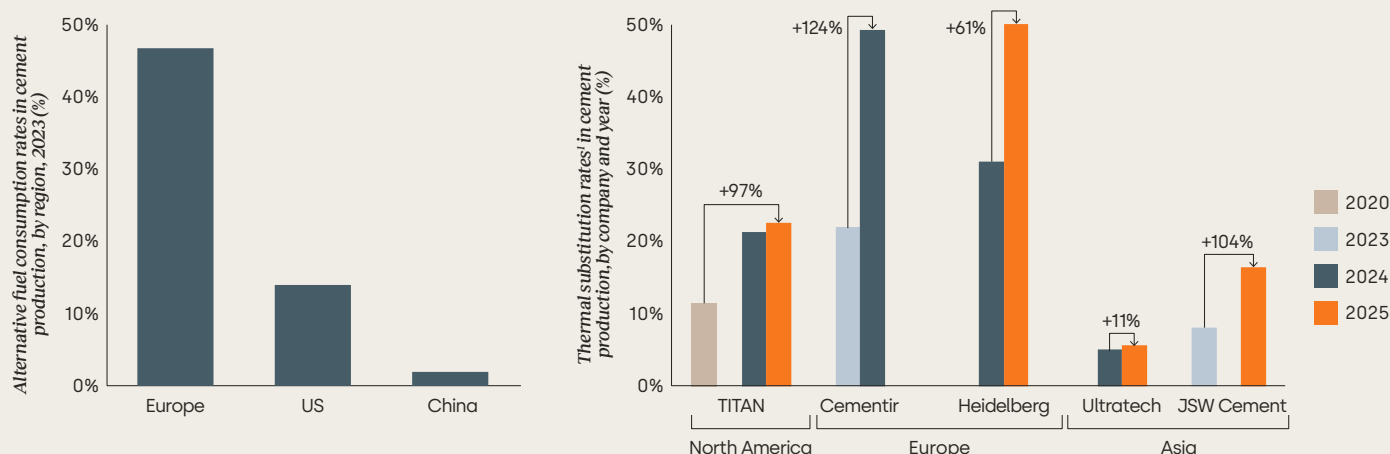 Alternative fuel consumption rates in cement
production, by region, 2023 (%)
50%
40%
30%
20%
10%
0%
Europe
US
China
Thermal substitution rates¹ in cement
production,by company and year (%)
50%
40%
30%
20%
10%
0%
+97%
+124%
+61%
+11%
+104%
TITAN
Cementir
Heidelberg
Ultratech
JSW Cement
North America
Europe
Asia
2020
2023
2024
2025